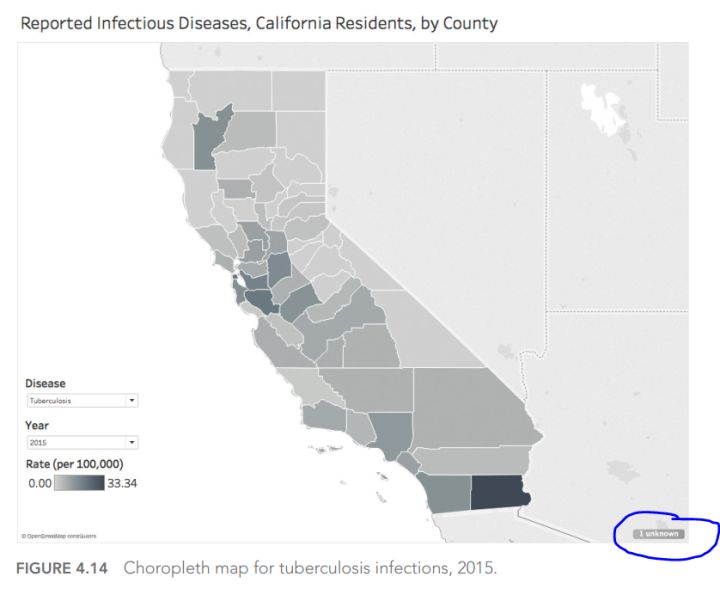 Reported Infectious Diseases, California Residents, by County
Disease
Tuberculosis
Year
2015
Rate (per 100,000)
0.00 33.34
© OpenStreetMap contributors
1 unknown
FIGURE 4.14 Choropleth map for tuberculosis infections, 2015.